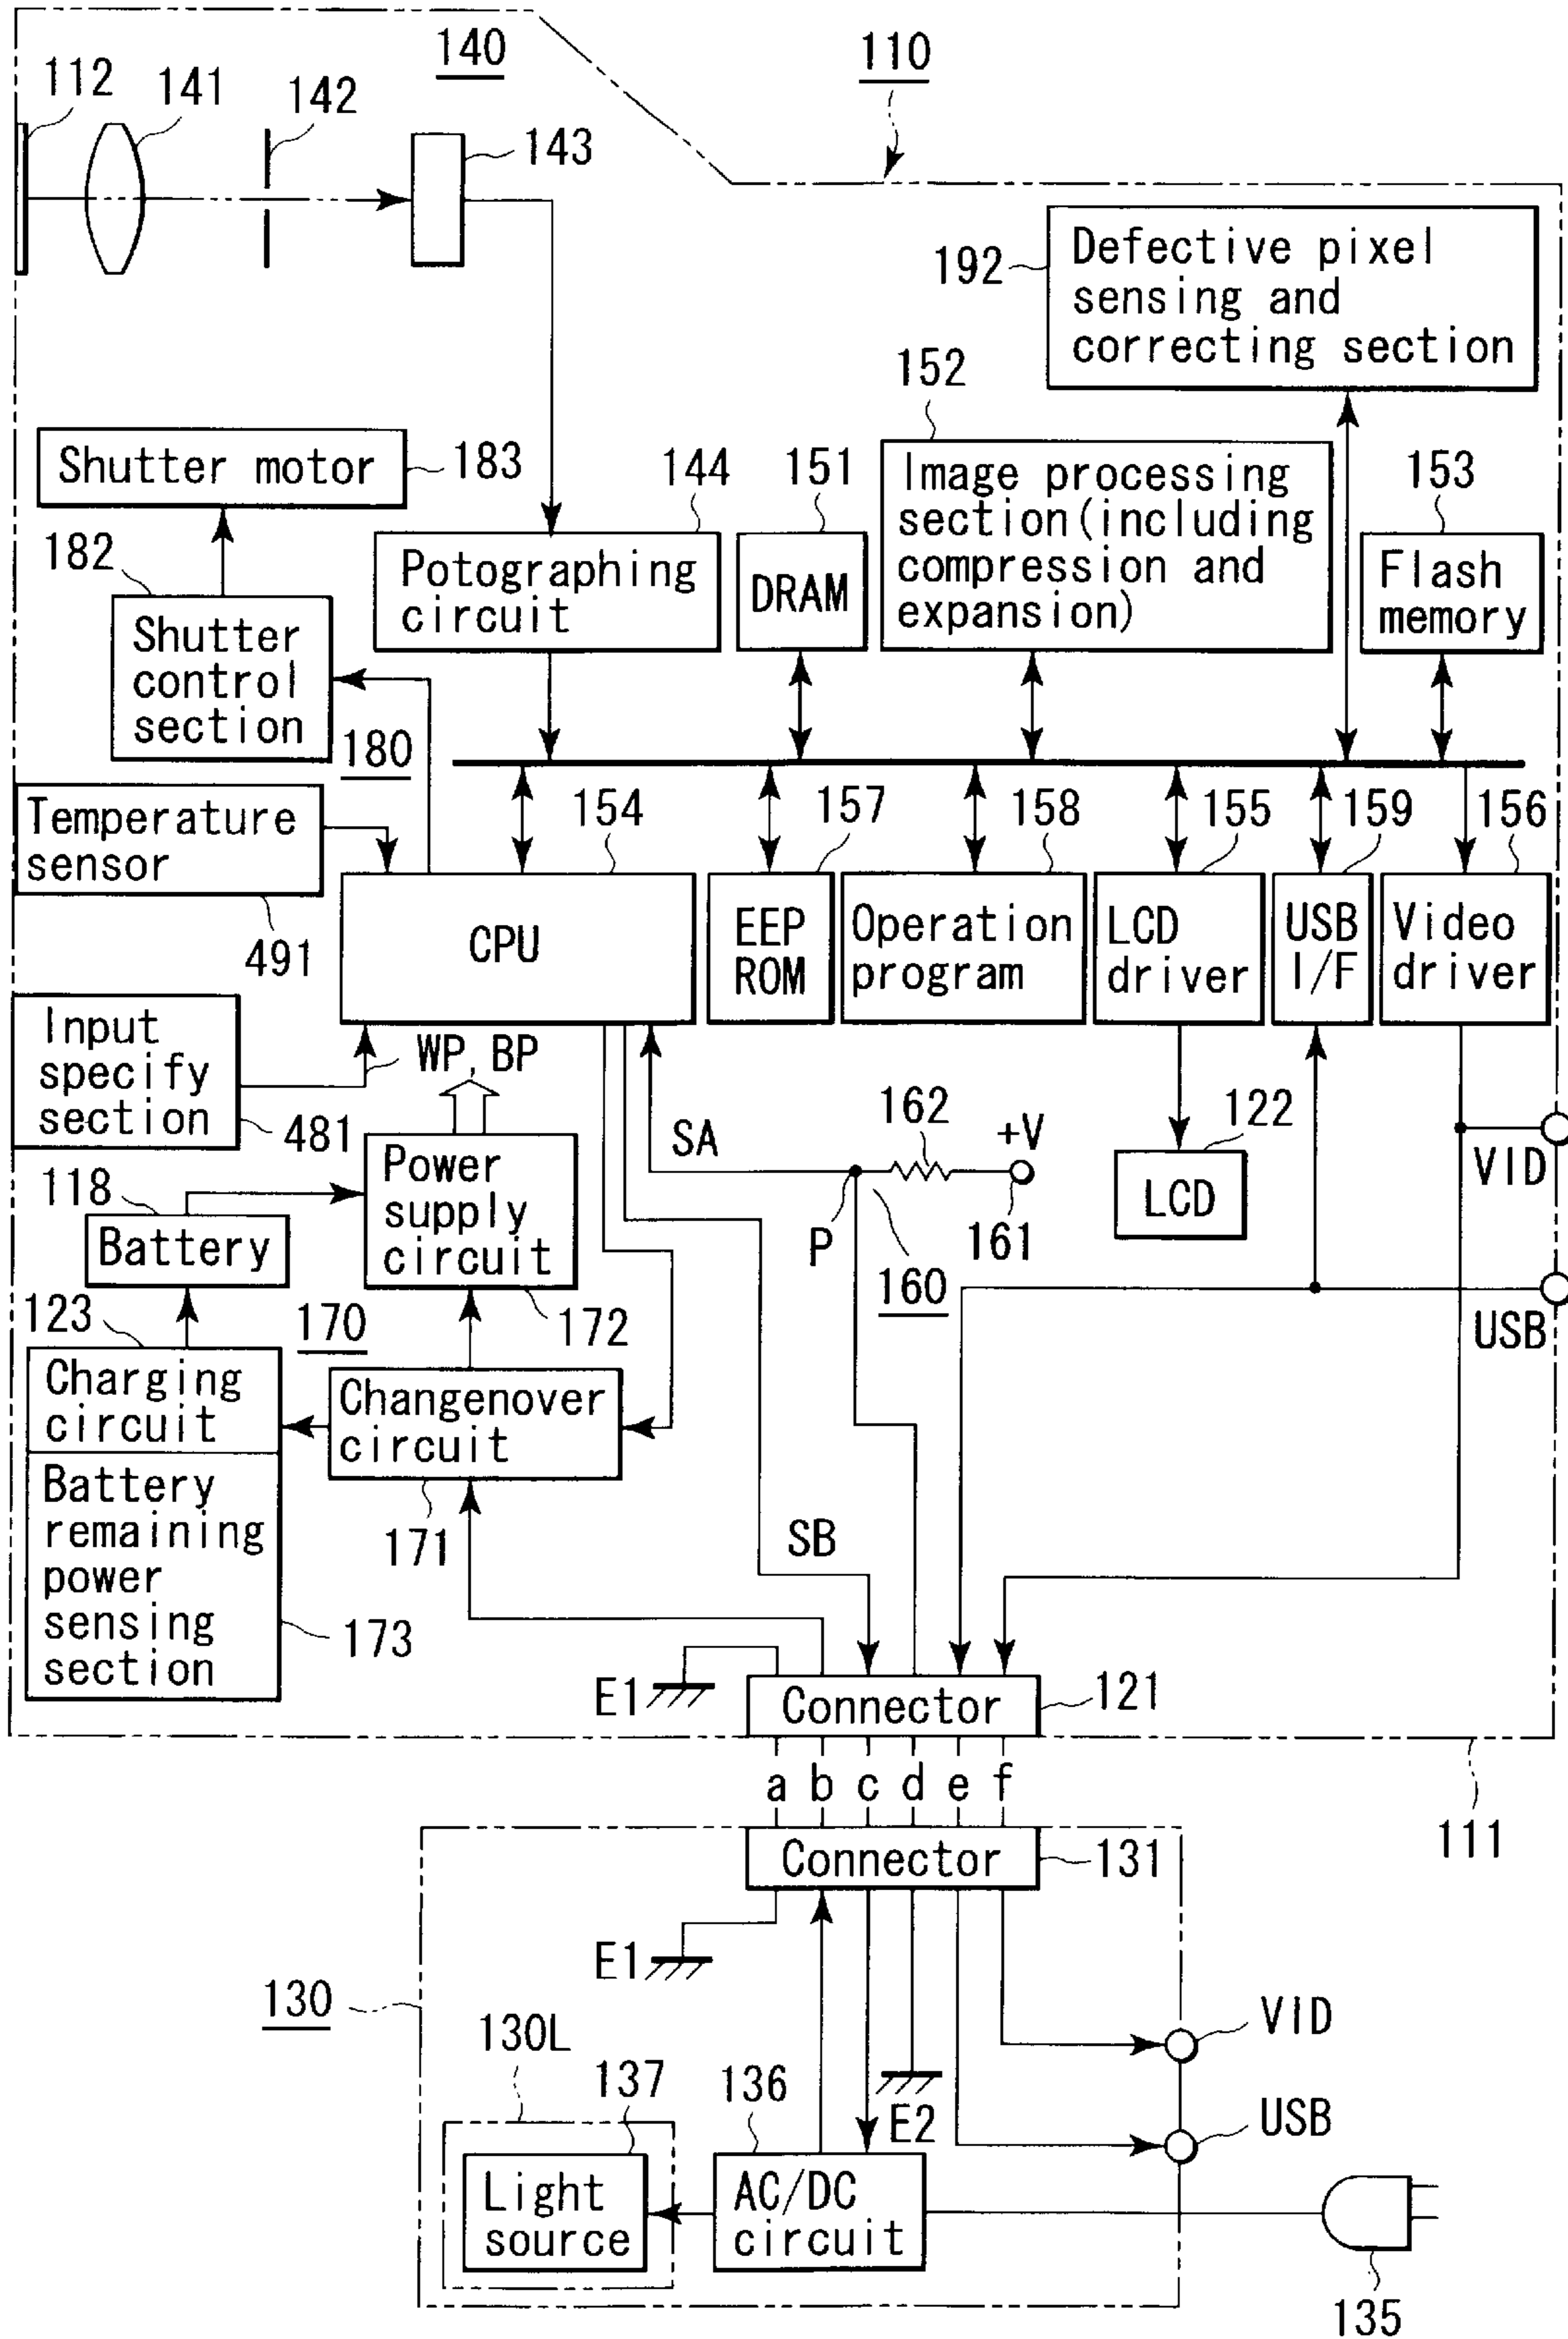 140
110
112
141
142
143
192
Defective pixel
sensing and
correcting section
152
Shutter motor
183
144
151
Image processing
section(including
compression and
expansion)
153
182
Potographing
circuit
DRAM
Flash
memory
Shutter
control
section
180
Temperature
sensor
491
154
157
158
155
159
156
CPU
EEP
ROM
Operation
program
LCD
driver
USB
I/F
Video
driver
Input
specify
section
481
WP, BP
SA
162
+V
161
P
160
122
LCD
VID
USB
118
Battery
Power
supply
circuit
172
123
170
Charging
circuit
Changenover
circuit
171
Battery
remaining
power
sensing
section
173
SB
E1
Connector
121
a b c d e f
111
Connector
131
E1
130
130L
137
136
E2
VID
USB
Light
source
AC/DC
circuit
135